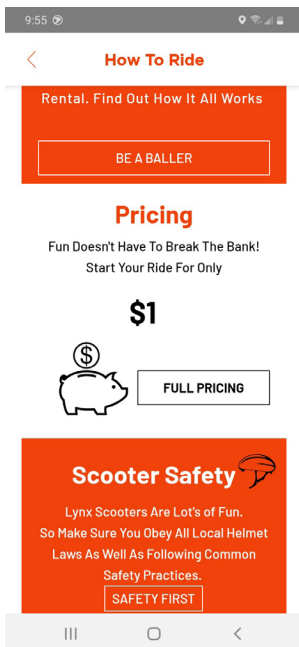 9:55
How To Ride
Rental. Find Out How It All Works
BE A BALLER
Pricing
Fun Doesn't Have To Break The Bank!
Start Your Ride For Only
$1
$
FULL PRICING
Scooter Safety
Lynx Scooters Are Lot's of Fun.
So Make Sure You Obey All Local Helmet
Laws As Well As Following Common
Safety Practices.
SAFETY FIRST